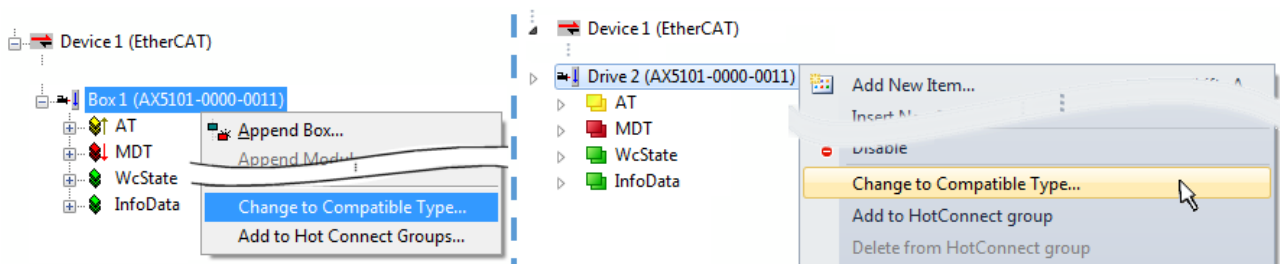 Device 1 (EtherCAT)
Box 1 (AX5101-0000-0011)
AT
MDT
WcState
InfoData
Append Box...
Change to Compatible Type...
Add to Hot Connect Groups...
Device 1 (EtherCAT)
Drive 2 (AX5101-0000-0011)
AT
MDT
WcState
InfoData
Add New Item...
Insert
Disable
Change to Compatible Type...
Add to HotConnect group
Delete from HotConnect group